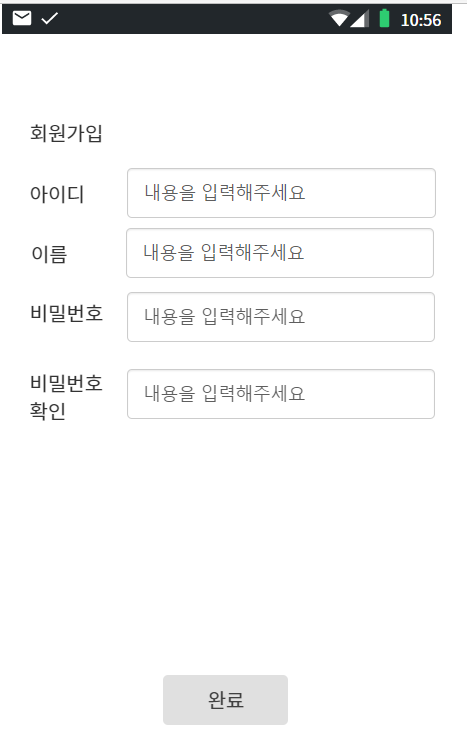 10:56
회원가입
아이디 내용을 입력해주세요
이름 내용을 입력해주세요
비밀번호 내용을 입력해주세요
비밀번호 내용을 입력해주세요
확인
완료